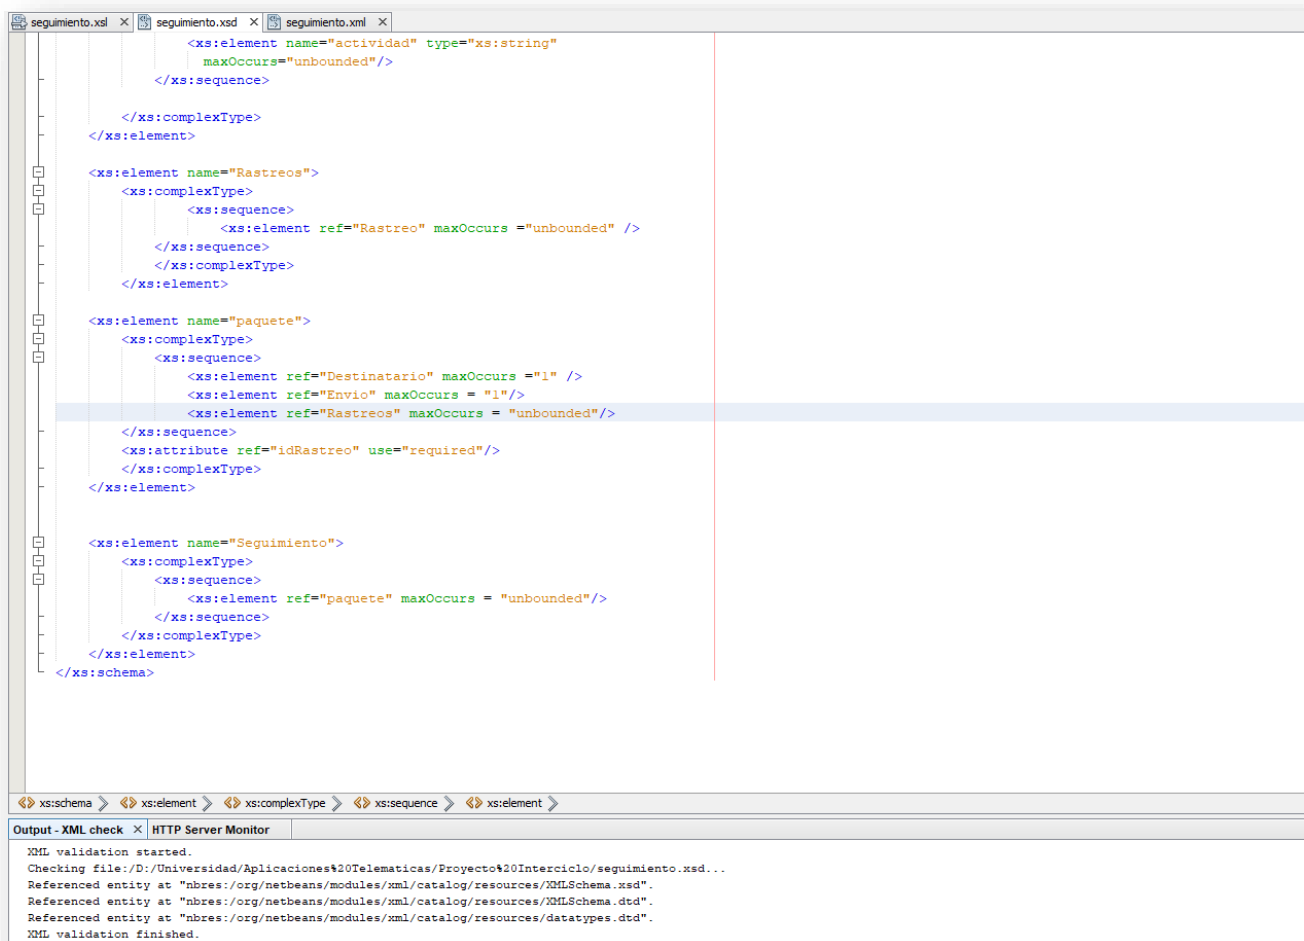 seguimiento.xsl × seguimiento.xsd × seguimiento.xml ×
<xs:element name="actividad" type="xs:string"
maxOccurs="unbounded"/>
</xs:sequence>
</xs:complexType>
</xs:element>
<xs:element name="Rastreos">
<xs:complexType>
<xs:sequence>
<xs:element ref="Rastreo" maxOccurs ="unbounded" />
</xs:sequence>
</xs:complexType>
</xs:element>
<xs:element name="paquete">
<xs:complexType>
<xs:sequence>
<xs:element ref="Destinatario" maxOccurs ="1" />
<xs:element ref="Envio" maxOccurs = "1"/>
<xs:element ref="Rastreos" maxOccurs = "unbounded"/>
</xs:sequence>
<xs:attribute ref="idRastreo" use="required"/>
</xs:complexType>
</xs:element>
<xs:element name="Seguimiento">
<xs:complexType>
<xs:sequence>
<xs:element ref="paquete" maxOccurs = "unbounded"/>
</xs:sequence>
</xs:complexType>
</xs:element>
</xs:schema>
xs:schema xs:element xs:complexType xs:sequence xs:element
Output - XML check × HTTP Server Monitor
XML validation started.
Checking file:/D:/Universidad/Aplicaciones%20Telematicas/Proyecto%20Interciclo/seguimiento.xsd...
Referenced entity at "nbres:/org/netbeans/modules/xml/catalog/resources/XMLSchema.xsd".
Referenced entity at "nbres:/org/netbeans/modules/xml/catalog/resources/XMLSchema.dtd".
Referenced entity at "nbres:/org/netbeans/modules/xml/catalog/resources/datatypes.dtd".
XML validation finished.